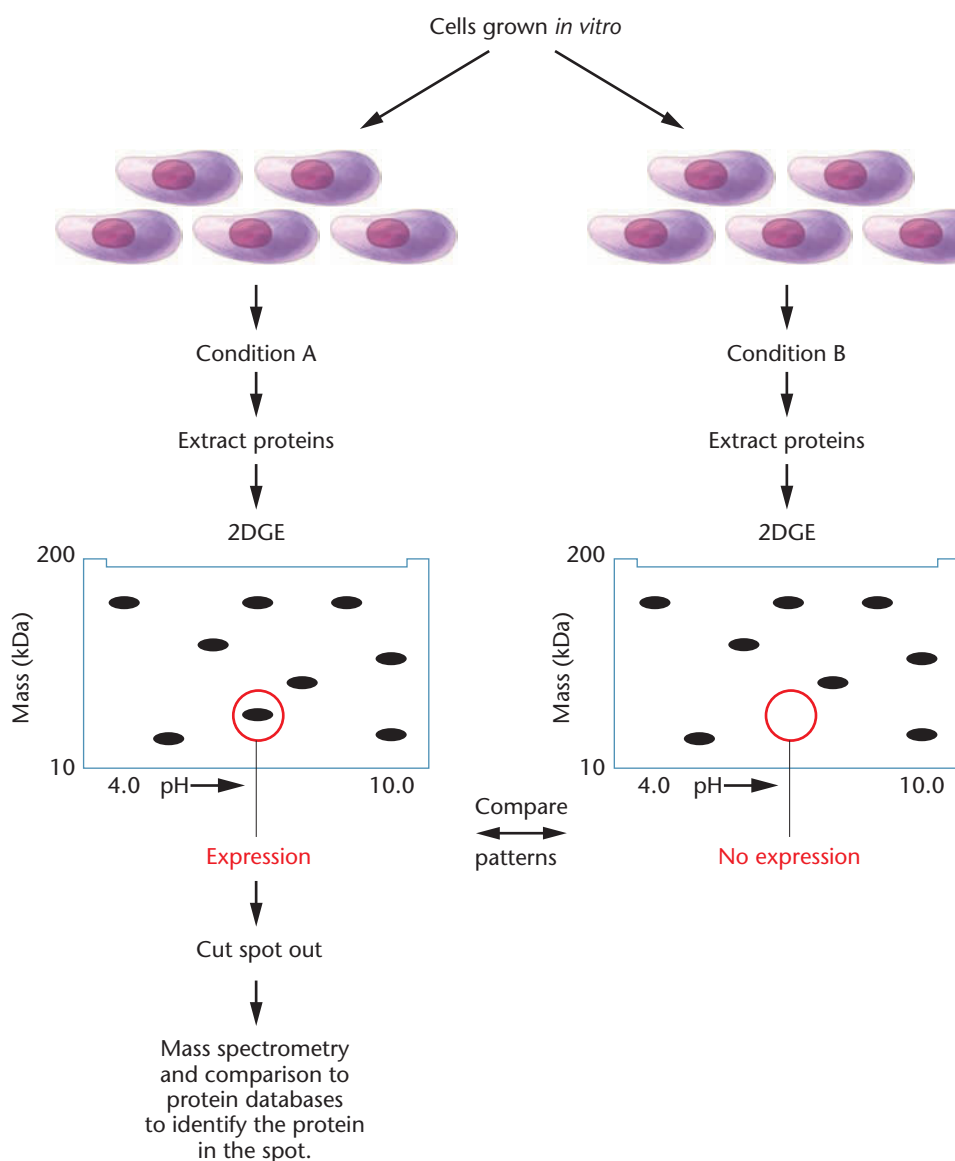 Cells grown in vitro
Condition A
Condition B
Extract proteins
Extract proteins
2DGE
2DGE
200
Mass (kDa)
10
4.0 pH 10.0
Expression
200
Mass (kDa)
10
4.0 pH 10.0
No expression
Compare
patterns
Cut spot out
Mass spectrometry
and comparison to
protein databases
to identify the protein
in the spot.